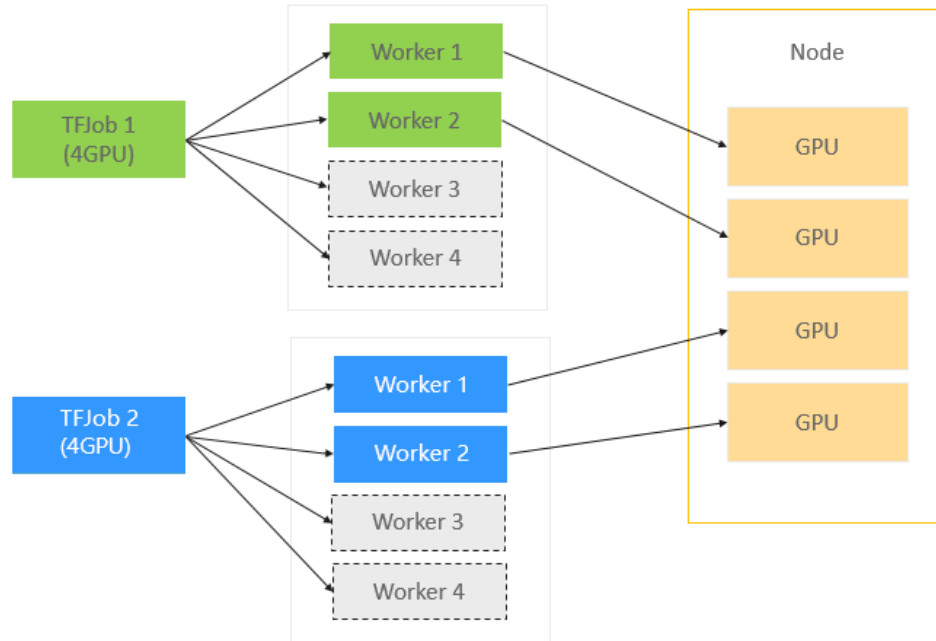 TFJob 1
(4GPU)
Worker 1
Worker 2
Worker 3
Worker 4
Node
GPU
GPU
GPU
GPU
TFJob 2
(4GPU)
Worker 1
Worker 2
Worker 3
Worker 4